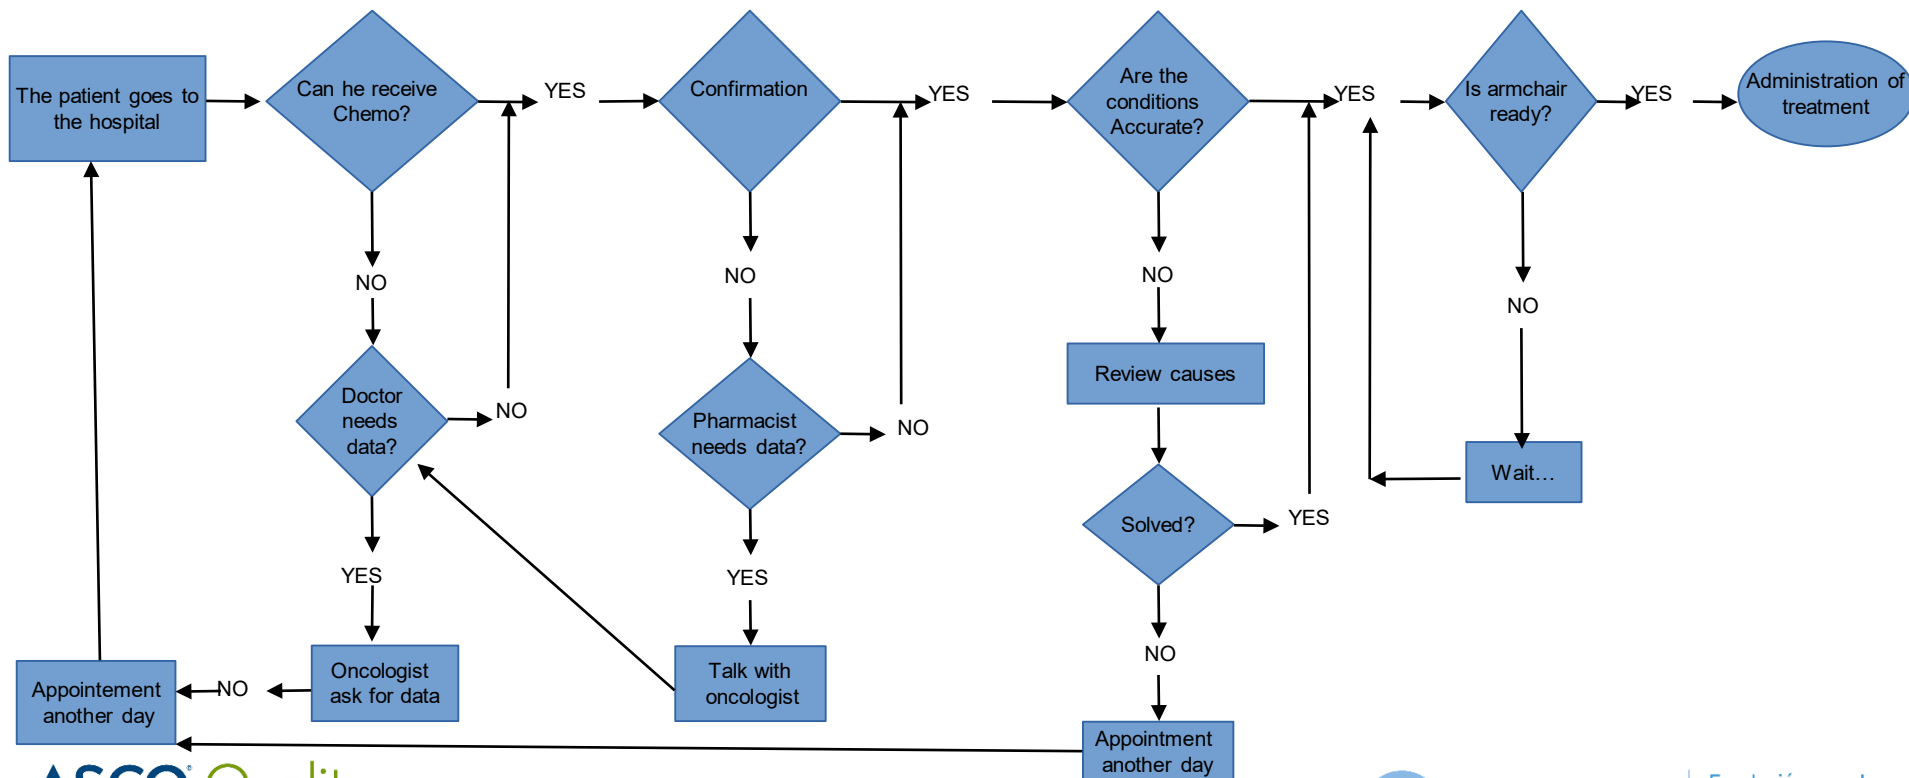 The patient goes to
the hospital
Can he receive
Chemo?
YES
Confirmation
YES
Are the
conditions
Accurate?
YES
Is armchair
ready?
YES
Administration of
treatment
NO
NO
NO
NO
Doctor
needs
data?
NO
Pharmacist
needs data?
NO
Review causes
Solved?
YES
Wait…
YES
YES
NO
Appointement
another day
NO
Oncologist
ask for data
Talk with
oncologist
Appointment
another day
ASCO®